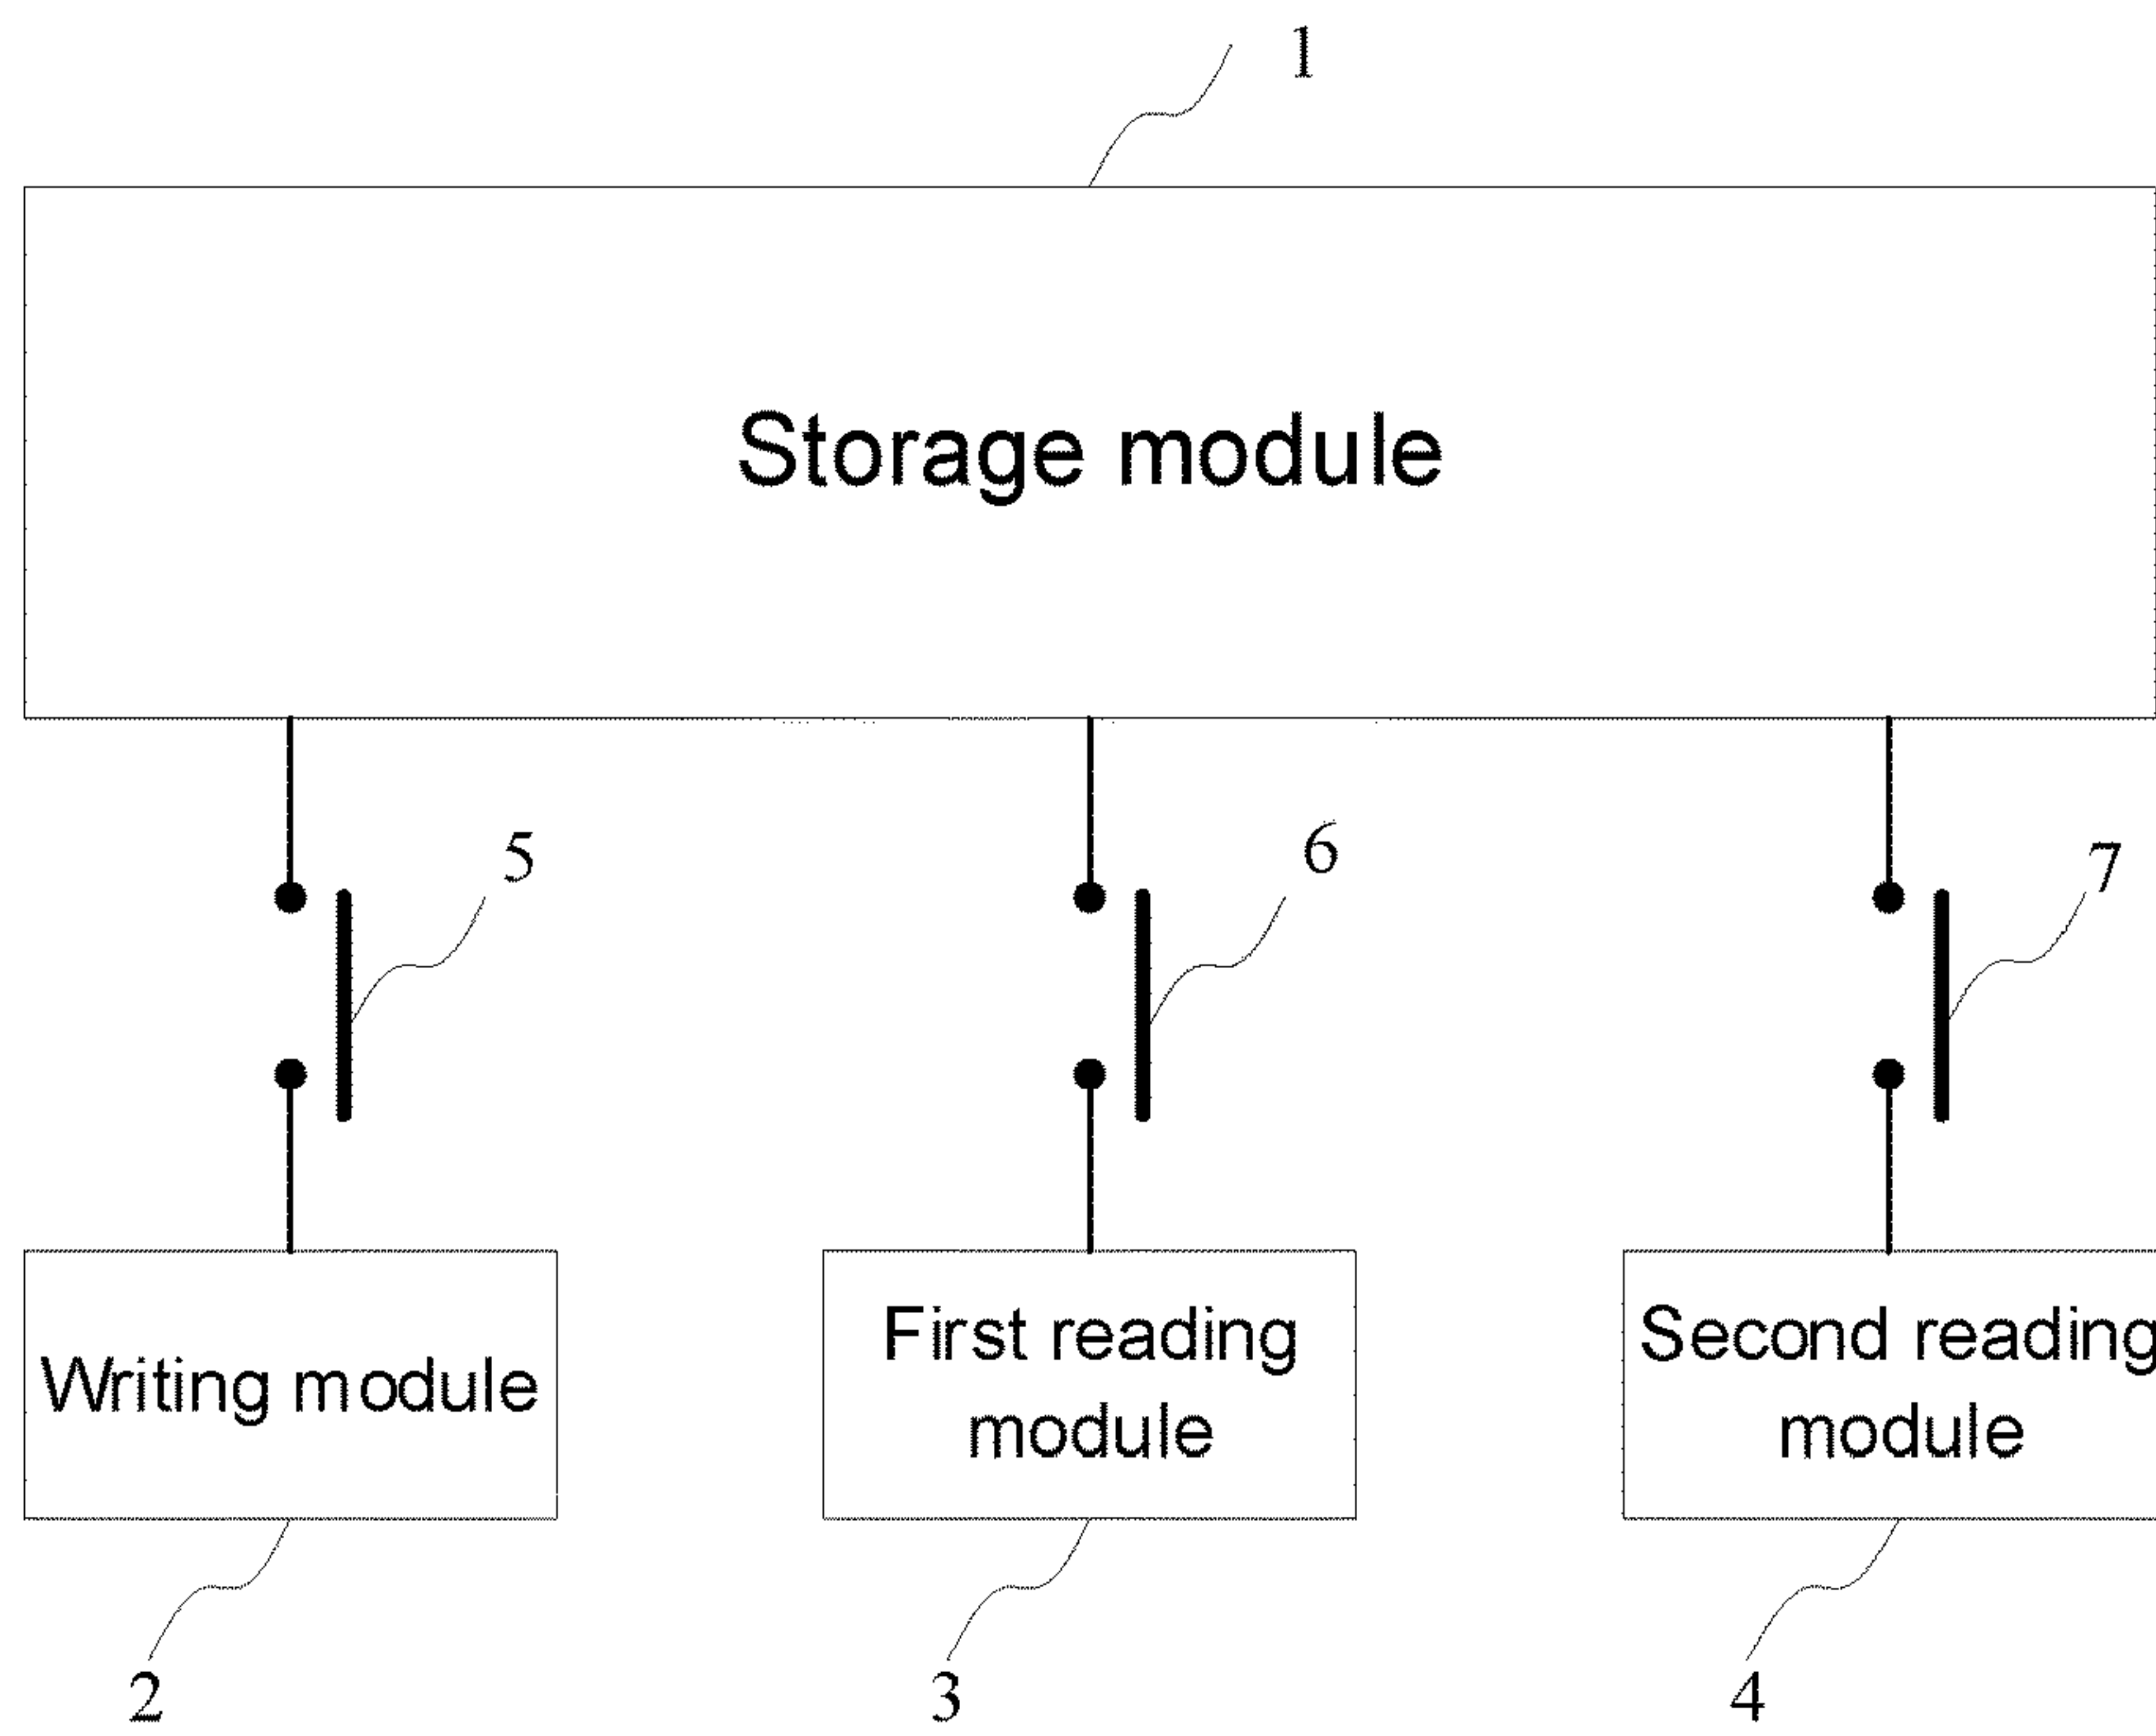 1
Storage module
5
6
7
Writing module
First reading
module
Second reading
module
2
3
4